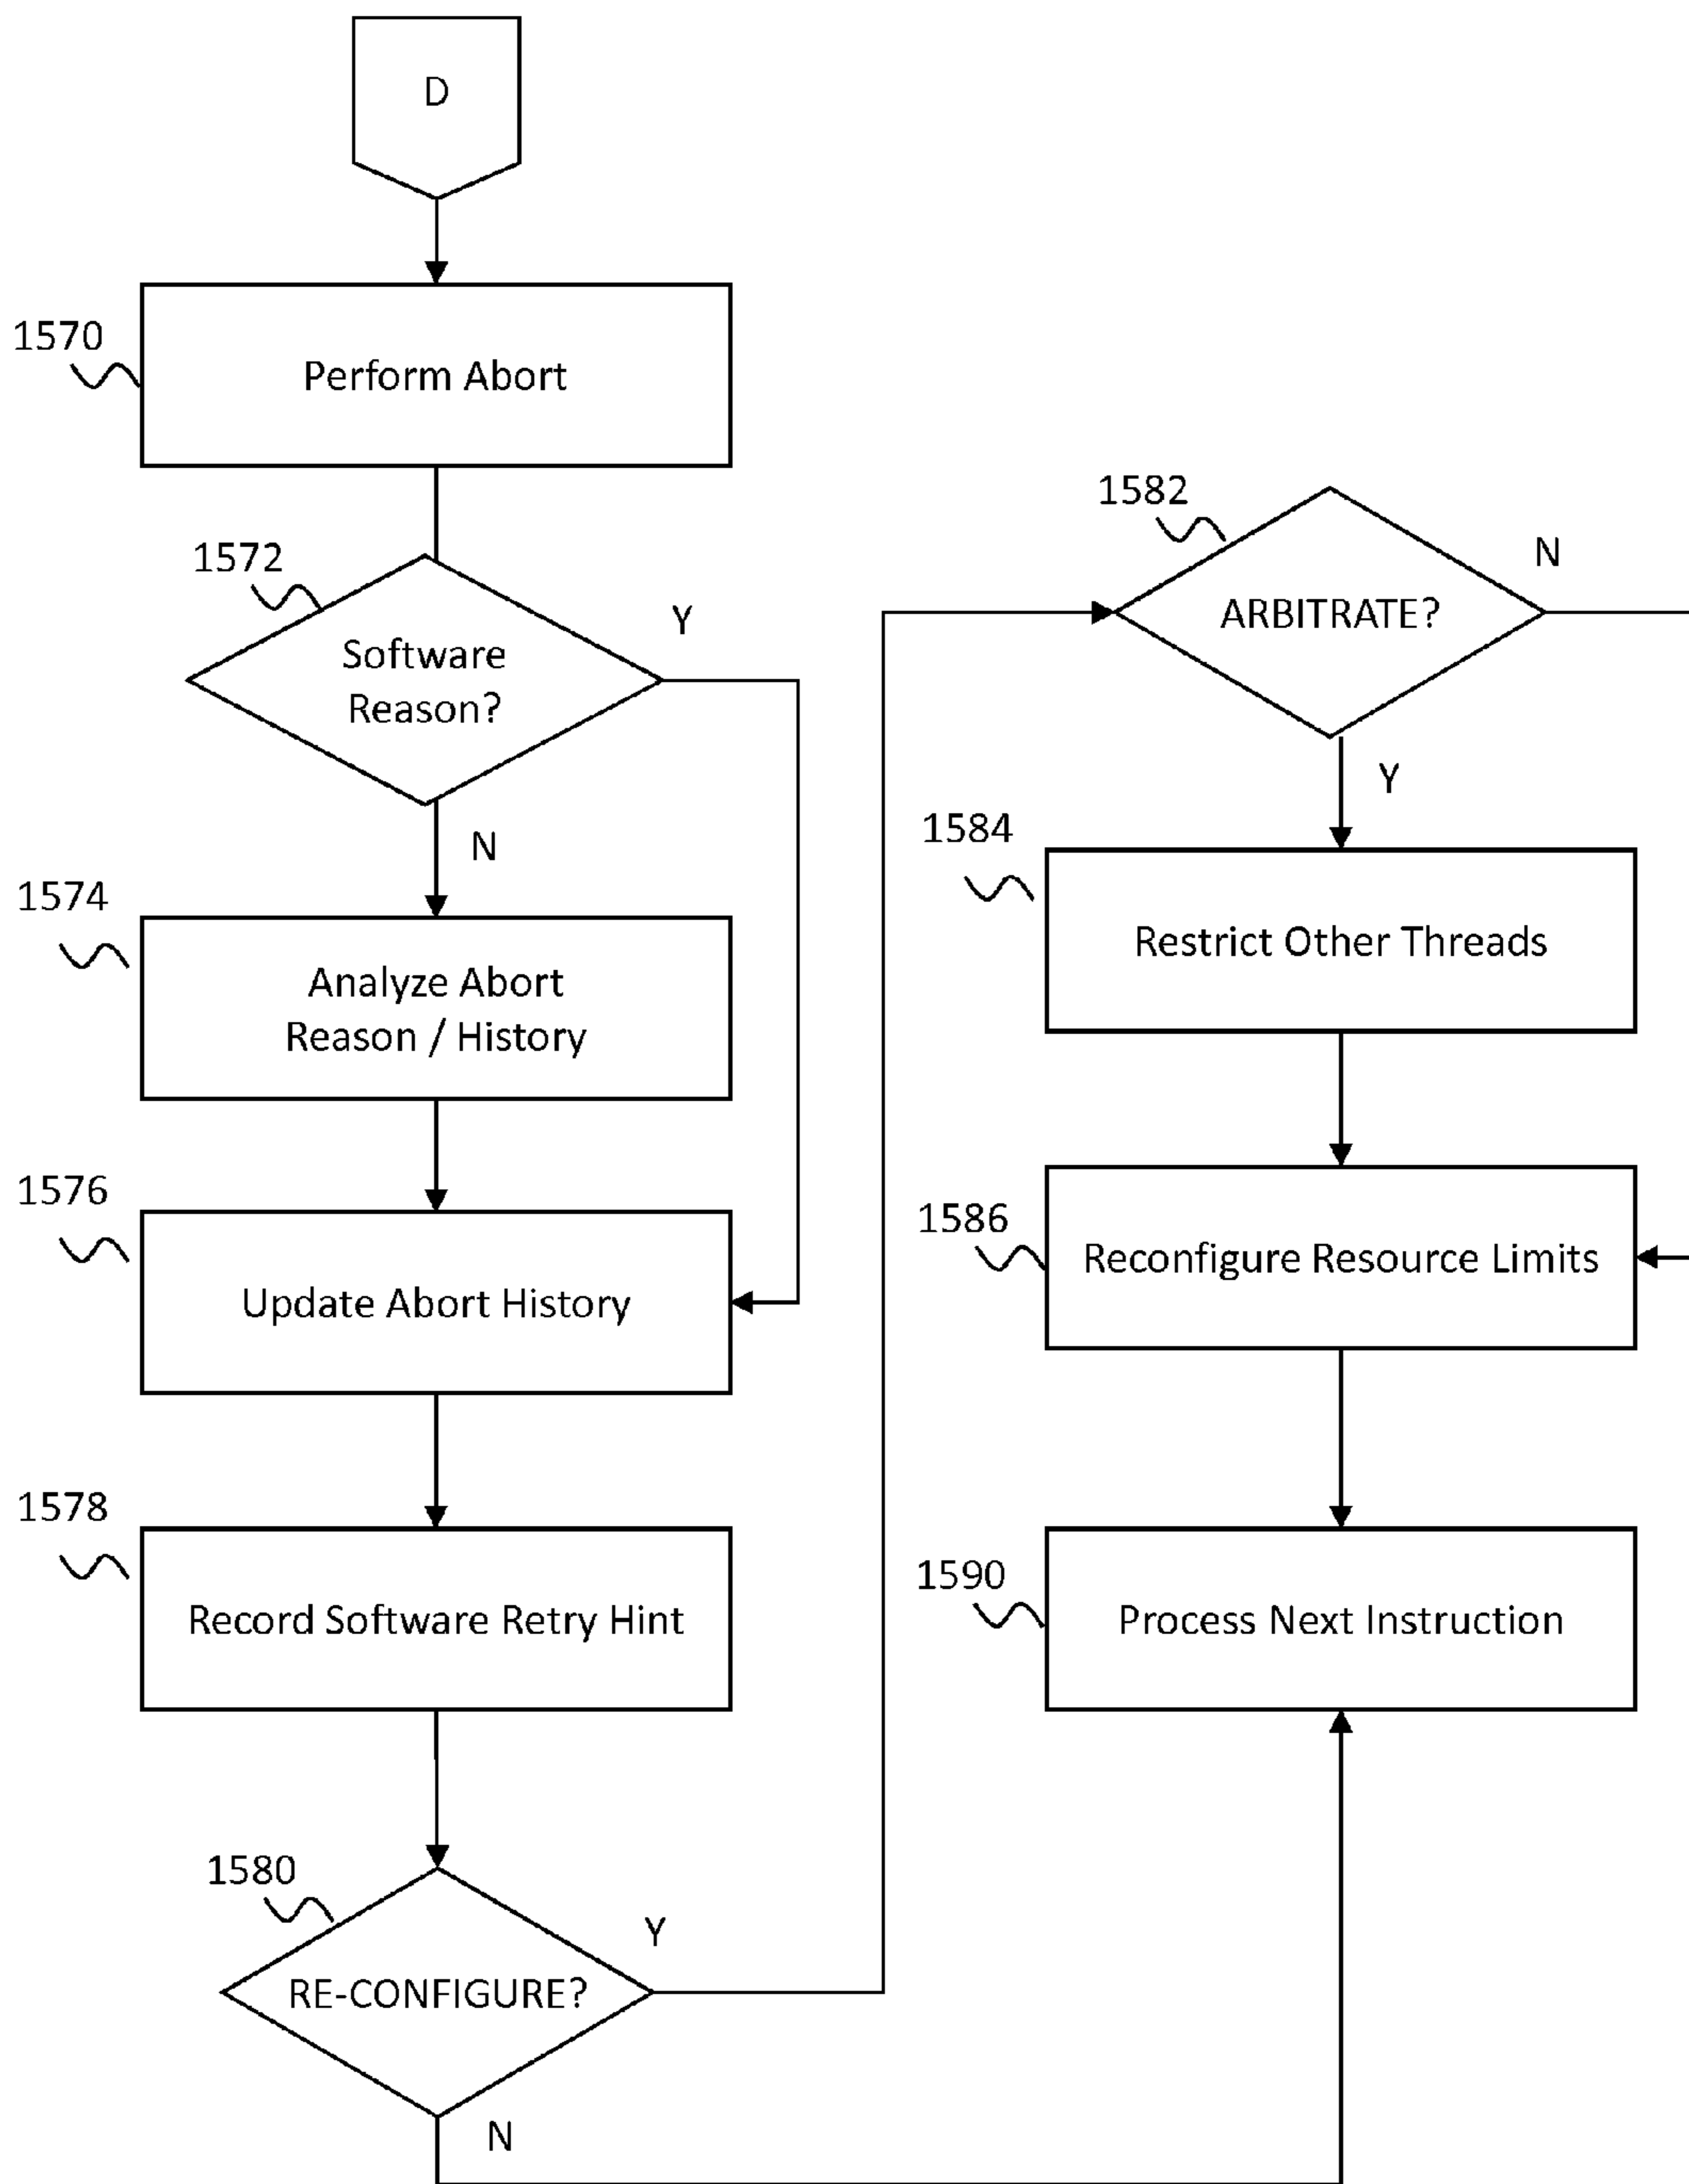 D
1570
Perform Abort
1572
Software
Reason?
Y
N
1574
Analyze Abort
Reason / History
1576
Update Abort History
1578
Record Software Retry Hint
1580
RE-CONFIGURE?
Y
N
1582
ARBITRATE?
N
Y
1584
Restrict Other Threads
1586
Reconfigure Resource Limits
1590
Process Next Instruction